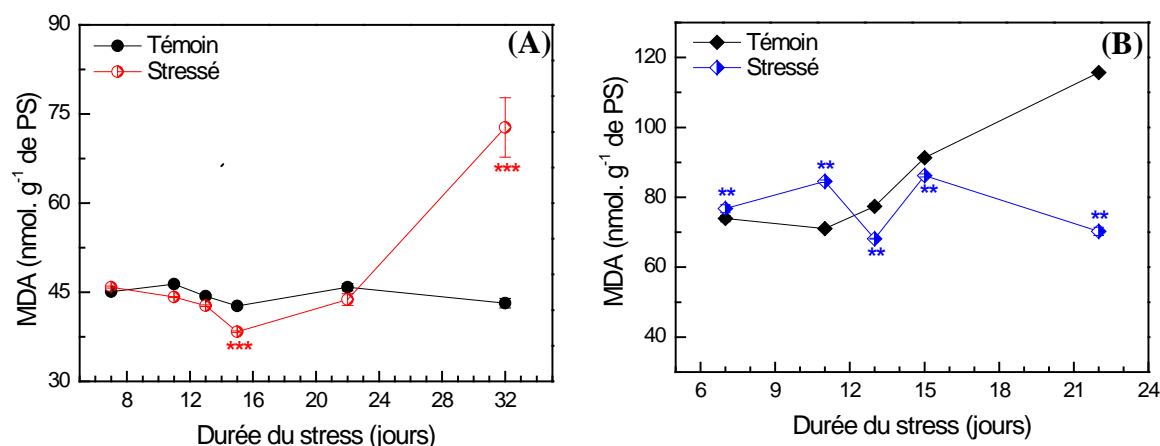 90
75
60
45
30
MDA (nmol. g⁻¹ de PS)
Témoin
Stressé
(A)
***
***
8 12 16 20 24 28 32
Durée du stress (jours)
120
100
80
60
40
MDA (nmol. g⁻¹ de PS)
Témoin
Stressé
(B)
**
**
**
**
**
6 9 12 15 18 21 24
Durée du stress (jours)